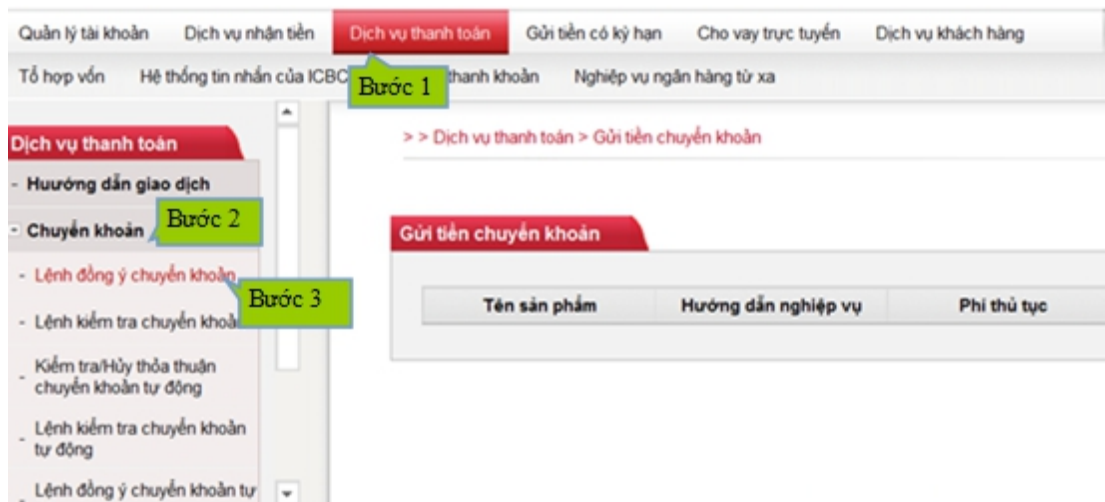 Quản lý tài khoản Dịch vụ nhận tiền Dịch vụ thanh toán Gửi tiền có kỳ hạn Cho vay trực tuyến Dịch vụ khách hàng
Tổ hợp vốn Hệ thống tin nhắn của ICBC thanh khoản Nghiệp vụ ngân hàng từ xa
Bước 1
> > Dịch vụ thanh toán > Gửi tiền chuyển khoản
Dịch vụ thanh toán
- Huướng dẫn giao dịch
- Chuyển khoản
Bước 2
- Lệnh đồng ý chuyển khoản
Bước 3
- Lệnh kiểm tra chuyển khoản
- Kiểm tra/Hủy thỏa thuận
chuyển khoản tự động
- Lệnh kiểm tra chuyển khoản
tự động
- Lệnh đồng ý chuyển khoản tự
Gửi tiền chuyển khoản
Tên sản phẩm Hướng dẫn nghiệp vụ Phí thủ tục